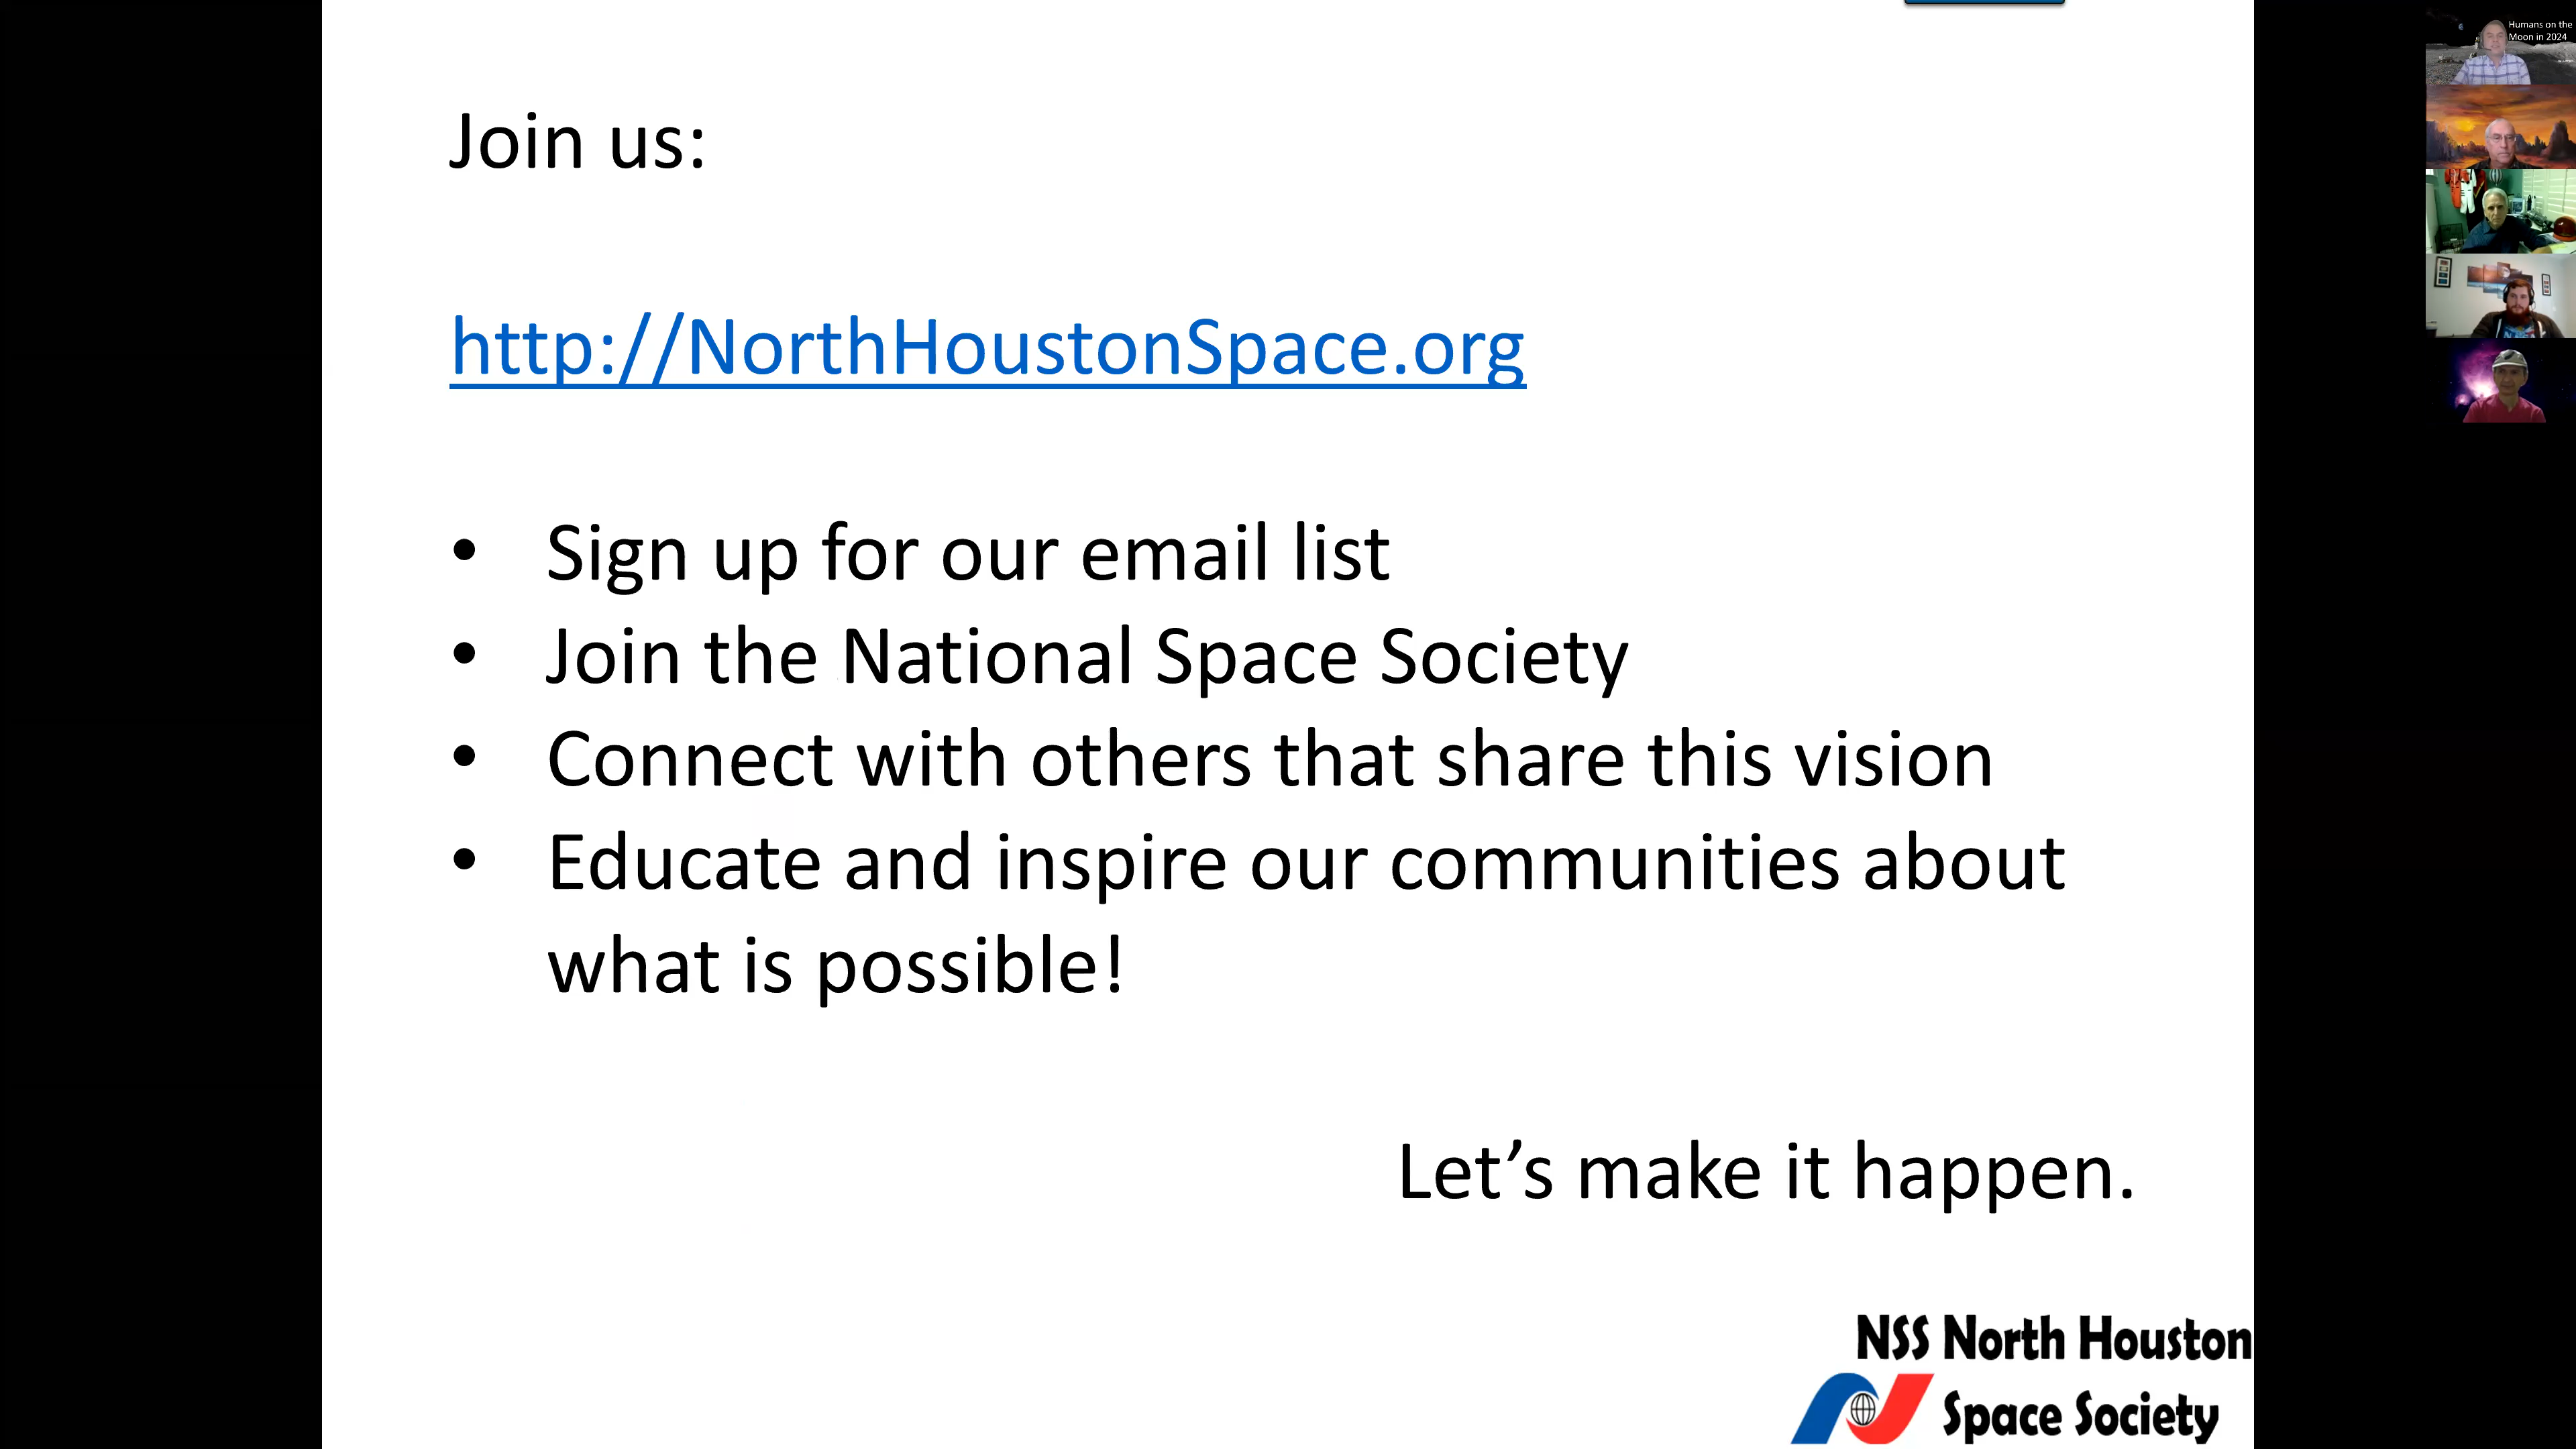 Join us:
http://NorthHoustonSpace.org
• Sign up for our email list
• Join the National Space Society
• Connect with others that share this vision
• Educate and inspire our communities about
what is possible!
Let’s make it happen.
NSS North Houston
Space Society
Humans on the
Moon in 2024